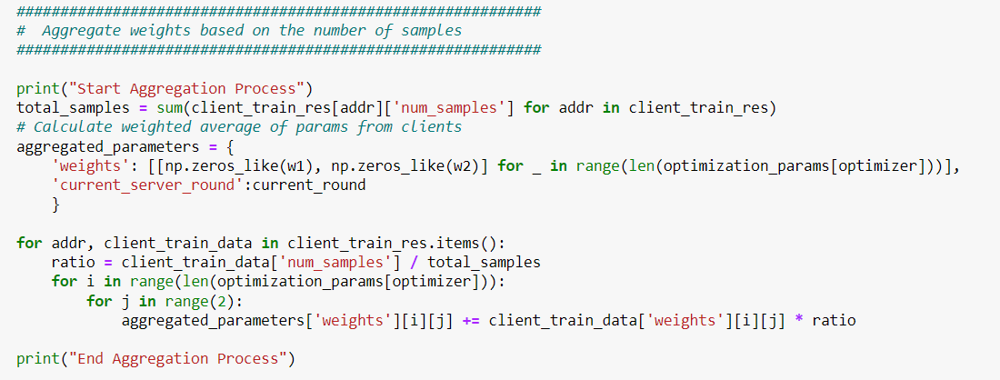 ############################################################
#  Aggregate weights based on the number of samples
############################################################
print("Start Aggregation Process")
total_samples = sum(client_train_res[addr]['num_samples'] for addr in client_train_res)
# Calculate weighted average of params from clients
aggregated_parameters = {
    'weights': [[np.zeros_like(w1), np.zeros_like(w2)] for _ in range(len(optimization_params[optimizer]))],
    'current_server_round':current_round
    }
for addr, client_train_data in client_train_res.items():
    ratio = client_train_data['num_samples'] / total_samples
    for i in range(len(optimization_params[optimizer])):
        for j in range(2):
            aggregated_parameters['weights'][i][j] += client_train_data['weights'][i][j] * ratio
print("End Aggregation Process")